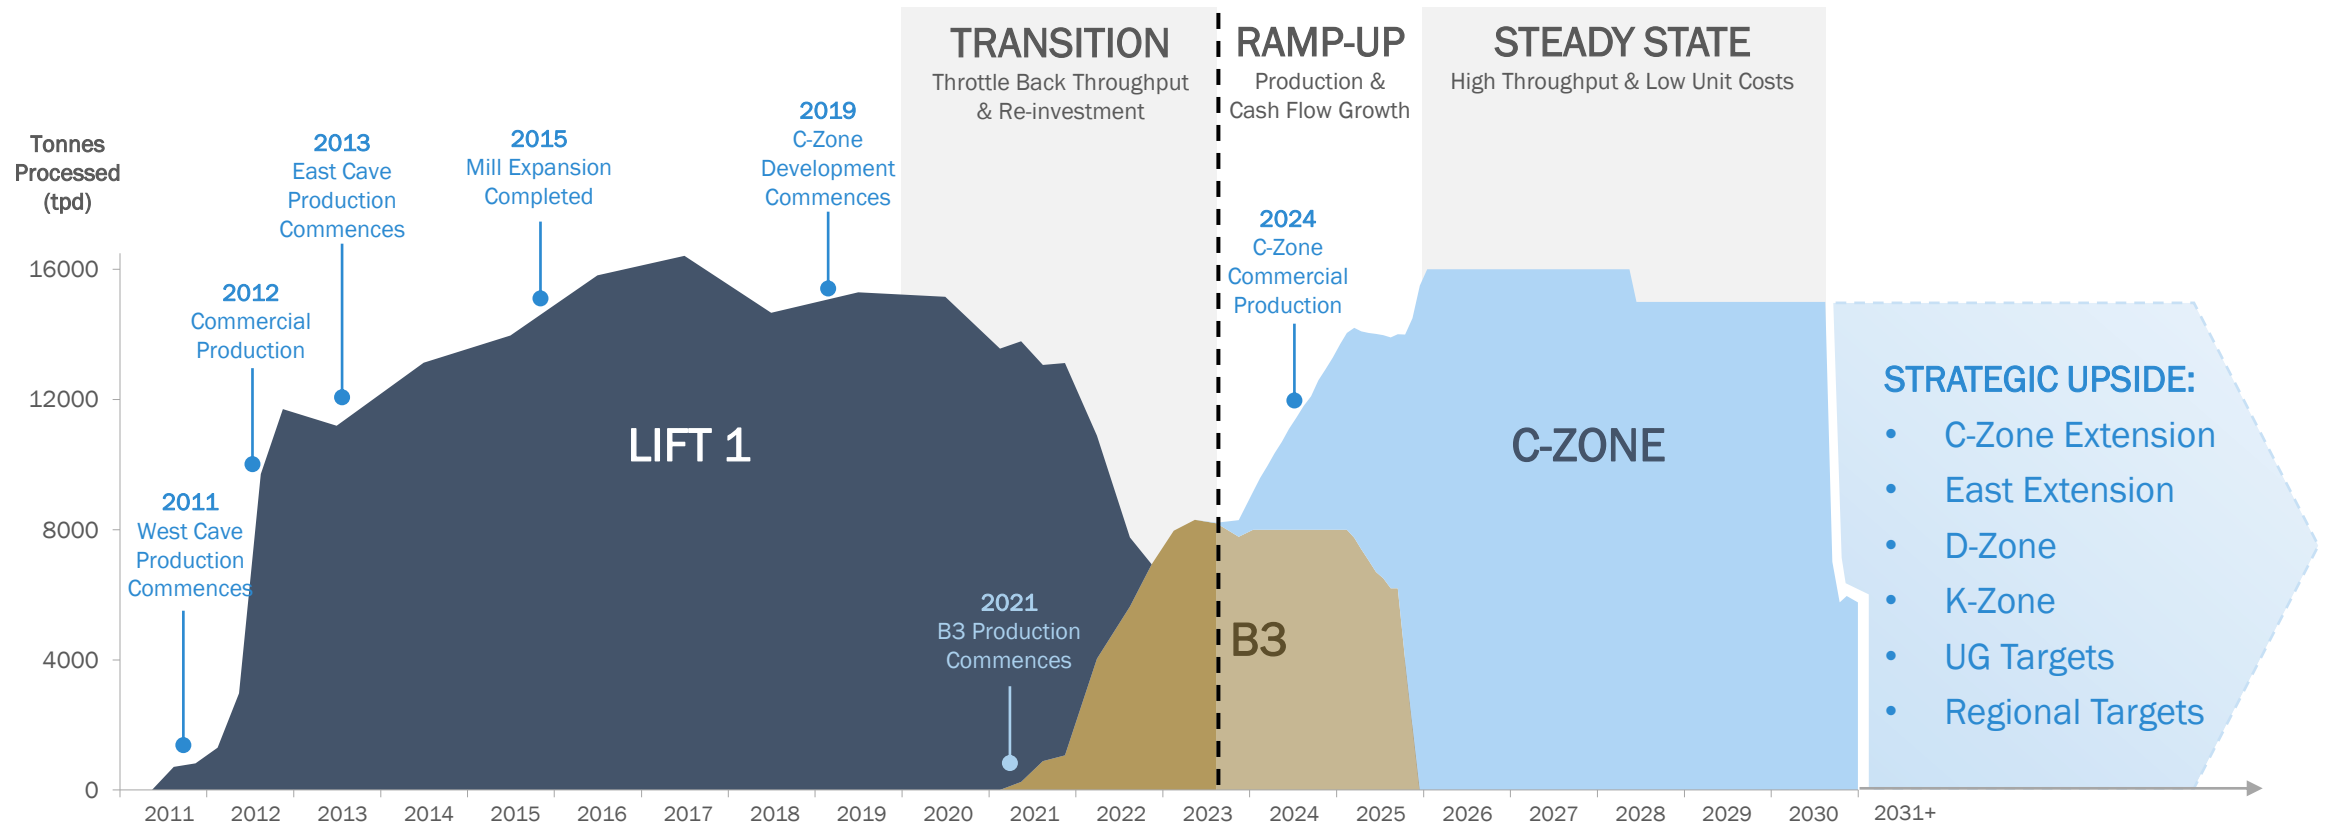 TRANSITION
Throttle Back Throughput
& Re-investment
RAMP-UP
Production &
Cash Flow Growth
STEADY STATE
High Throughput & Low Unit Costs
Tonnes
Processed
(tpd)
16000
12000
8000
4000
0
2011
West Cave
Production
Commences
2012
Commercial
Production
2013
East Cave
Production
Commences
2015
Mill Expansion
Completed
2019
C-Zone
Development
Commences
2021
B3 Production
Commences
2024
C-Zone
Commercial
Production
LIFT 1
B3
C-ZONE
STRATEGIC UPSIDE:
• C-Zone Extension
• East Extension
• D-Zone
• K-Zone
• UG Targets
• Regional Targets
2011 2012 2013 2014 2015 2016 2017 2018 2019 2020 2021 2022 2023 2024 2025 2026 2027 2028 2029 2030 2031+